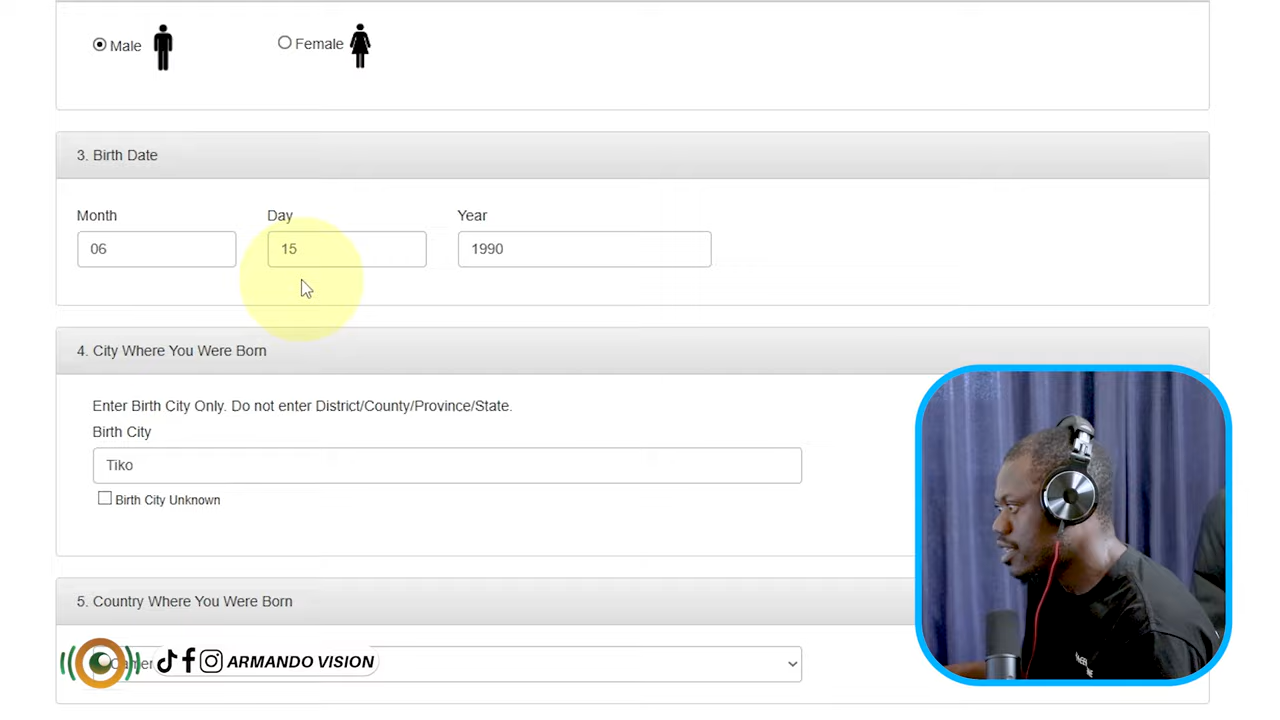 Male Female
3. Birth Date
Month Day Year
06 15 1990
4. City Where You Were Born
Enter Birth City Only. Do not enter District/County/Province/State.
Birth City
Tiko
Birth City Unknown
5. Country Where You Were Born
ARMANDO VISION